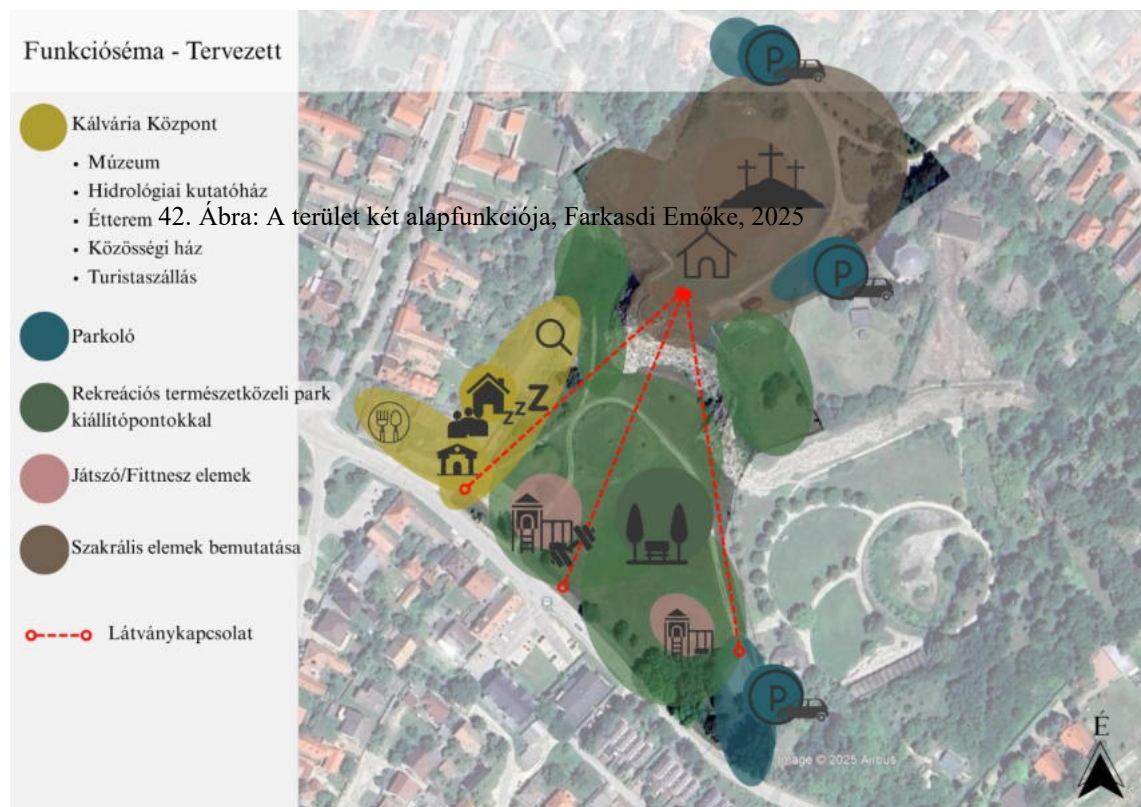 Funkcióséma - Tervezett
Kálvária Központ
• Múzeum
• Hidrológiai kutatóház
• Étterem
42. Ábra: A terület két alapfunkciója, Farkasdi Emőke, 2025
• Közösségi ház
• Turistaszállás
Parkoló
Rekreációs természetközeli park
kiállítópontokkal
Játszó/Fittnesz elemek
Szakrális elemek bemutatása
Látványkapcsolat
P
P
z z Z
P
Image © 2025 Airbus
É